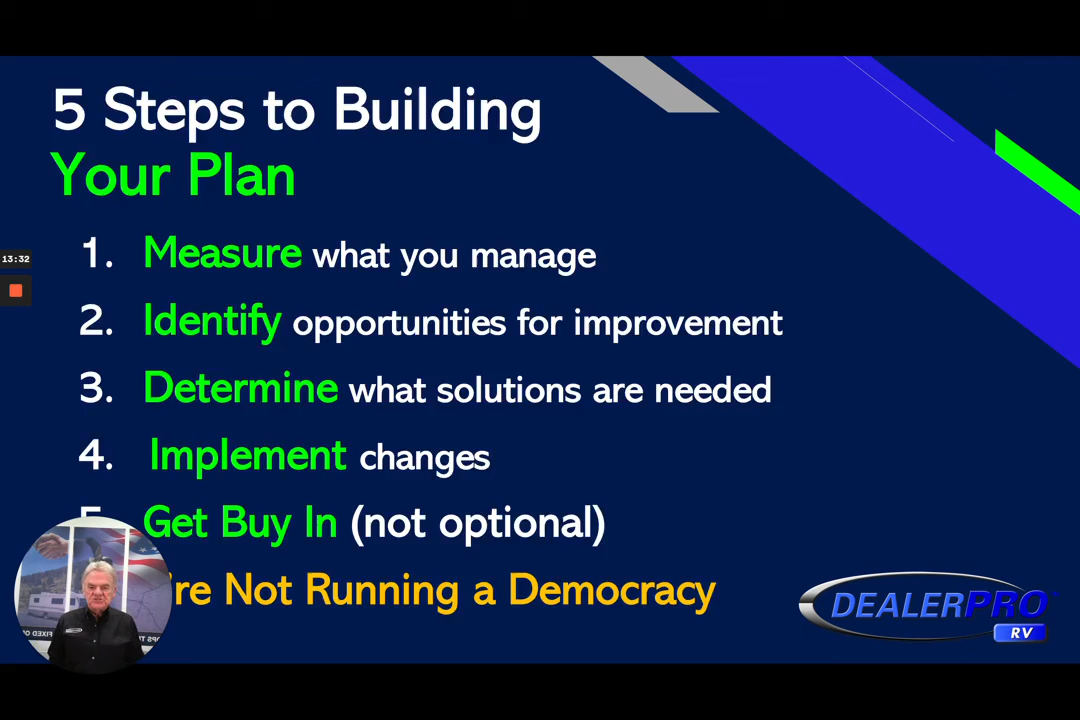 5 Steps to Building
Your Plan
1. Measure what you manage
13:32
2. Identify opportunities for improvement
3. Determine what solutions are needed
4. Implement changes
Get Buy In (not optional)
're Not Running a Democracy
DEALERPRO
RV